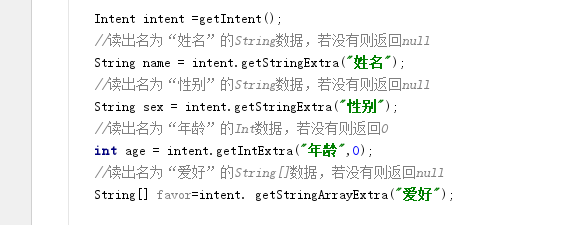 Intent intent =getIntent();
//读出名为“姓名”的String数据，若没有则返回null
String name = intent.getStringExtra("姓名");
//读出名为“性别”的String数据，若没有则返回null
String sex = intent.getStringExtra("性别");
//读出名为“年龄”的Int数据，若没有则返回0
int age = intent.getIntExtra("年龄",0);
//读出名为“爱好”的String[]数据，若没有则返回null
String[] favor=intent. getStringArrayExtra("爱好");